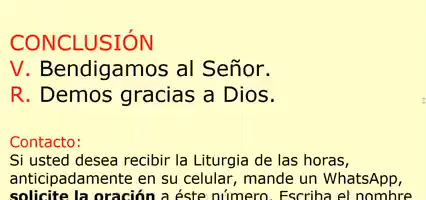 CONCLUSIÓN
V. Bendigamos al Señor.
R. Demos gracias a Dios.
Contacto:
Si usted desea recibir la Liturgia de las horas,
anticipadamente en su celular, mande un WhatsApp,
solicite la oración a éste número. Escriba el nombre